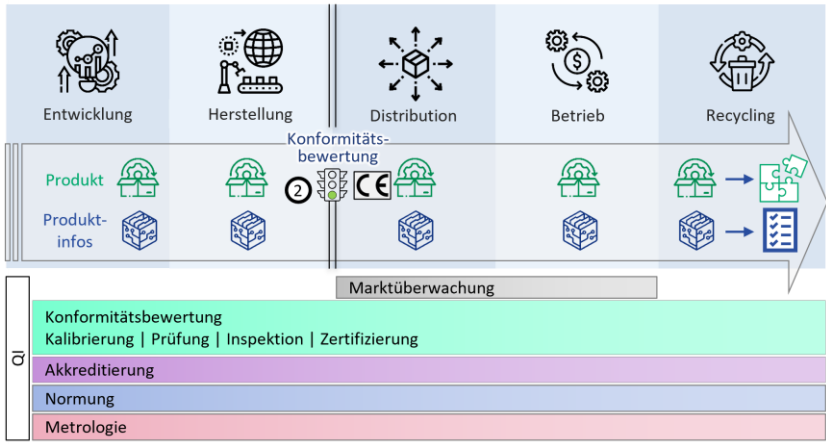 Entwicklung
Herstellung
Distribution
Betrieb
Recycling
Konformitäts-
bewertung
Produkt
2
CE
Produkt-
infos
$
Marktüberwachung
QI
Konformitätsbewertung
Kalibrierung | Prüfung | Inspektion | Zertifizierung
Akkreditierung
Normung
Metrologie